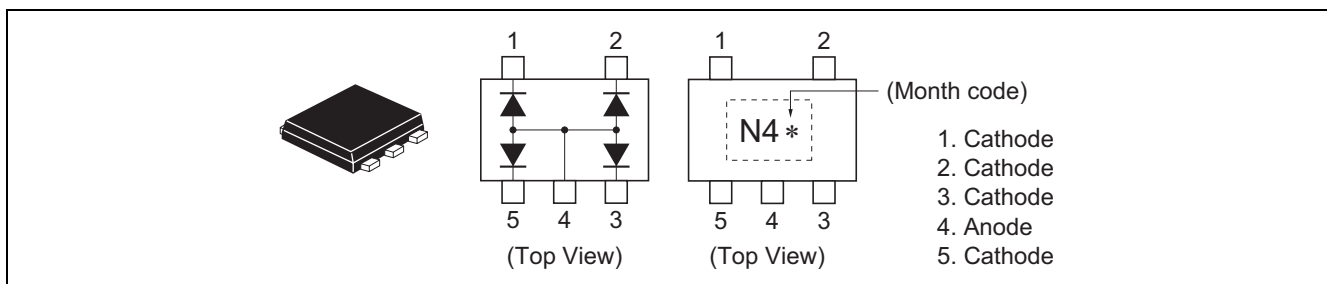 1 2
5 4 3
(Top View)
1 2
N4 *
(Month code)
5 4 3
(Top View)
1. Cathode
2. Cathode
3. Cathode
4. Anode
5. Cathode